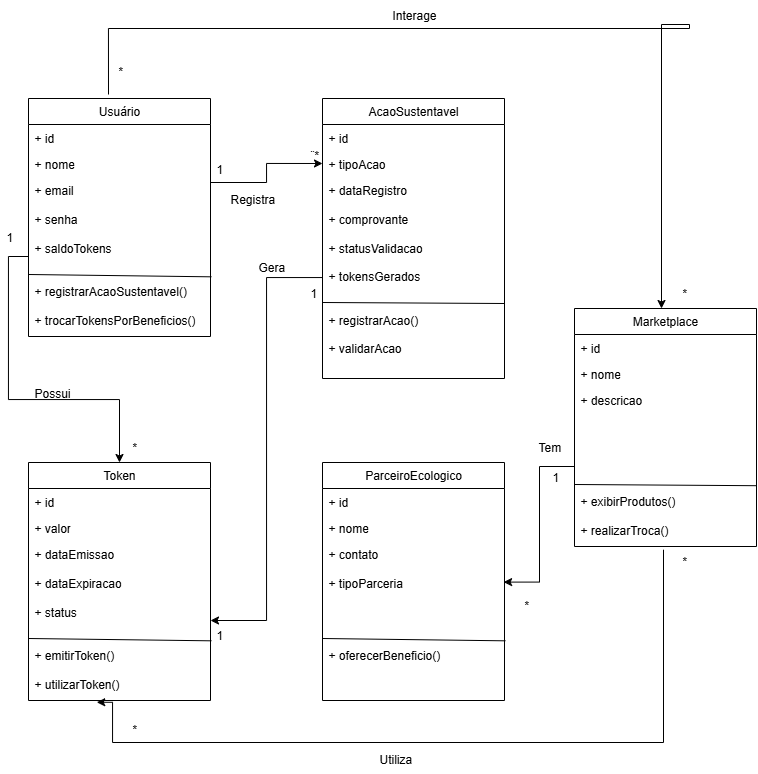 Interage
*
Usuário
+ id
+ nome
+ email
+ senha
+ saldoTokens
+ registrarAcaoSustentavel()
+ trocarTokensPorBeneficios()
1
Registra
¨*
AcaoSustentavel
+ id
+ tipoAcao
+ dataRegistro
+ comprovante
+ statusValidacao
+ tokensGerados
+ registrarAcao()
+ validarAcao
1
Gera
1
*
Marketplace
+ id
+ nome
+ descricao
+ exibirProdutos()
+ realizarTroca()
Possui
*
Token
+ id
+ valor
+ dataEmissao
+ dataExpiracao
+ status
+ emitirToken()
+ utilizarToken()
1
ParceiroEcologico
+ id
+ nome
+ contato
+ tipoParceria
+ oferecerBeneficio()
Tem
1
*
*
*
Utiliza